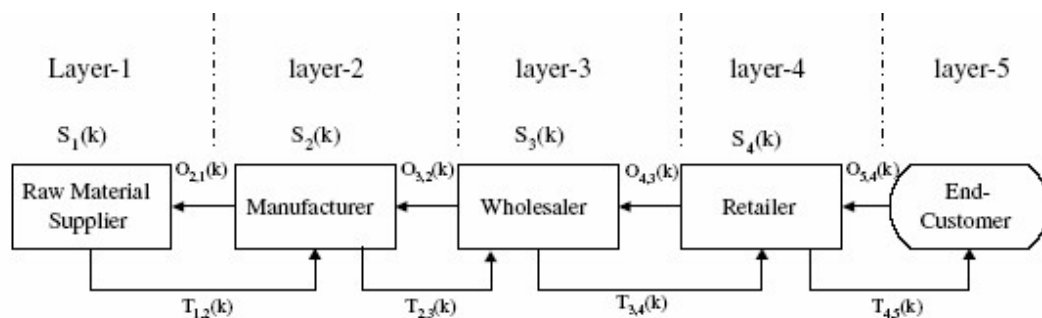 Layer-1 layer-2 layer-3 layer-4 layer-5
S₁(k) S₂(k) S₃(k) S₄(k)
O₂,₁(k) O₃,₂(k) O₄,₃(k) O₅,₄(k)
Raw Material
Supplier
Manufacturer
Wholesaler
Retailer
End-
Customer
T₁,₂(k) T₂,₃(k) T₃,₄(k) T₄,₅(k)